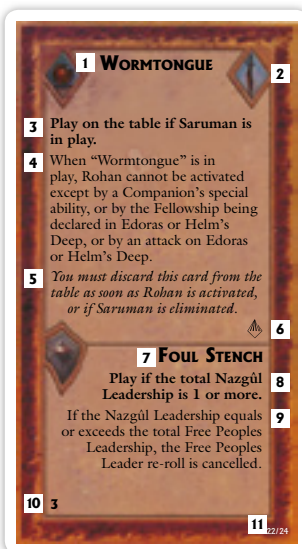 1 WORMTONGUE
2
3 Play on the table if Saruman is
in play.
4 When “Wormtongue” is in
play, Rohan cannot be activated
except by a Companion’s special
ability, or by the Fellowship being
declared in Edoras or Helm’s
Deep, or by an attack on Edoras
or Helm’s Deep.
5 You must discard this card from the
table as soon as Rohan is activated,
or if Saruman is eliminated.
6
7 FOUL STENCH
Play if the total Nazgûl 8
Leadership is 1 or more.
If the Nazgûl Leadership equals 9
or exceeds the total Free Peoples
Leadership, the Free Peoples
Leader re-roll is cancelled.
10 3
11 22/24